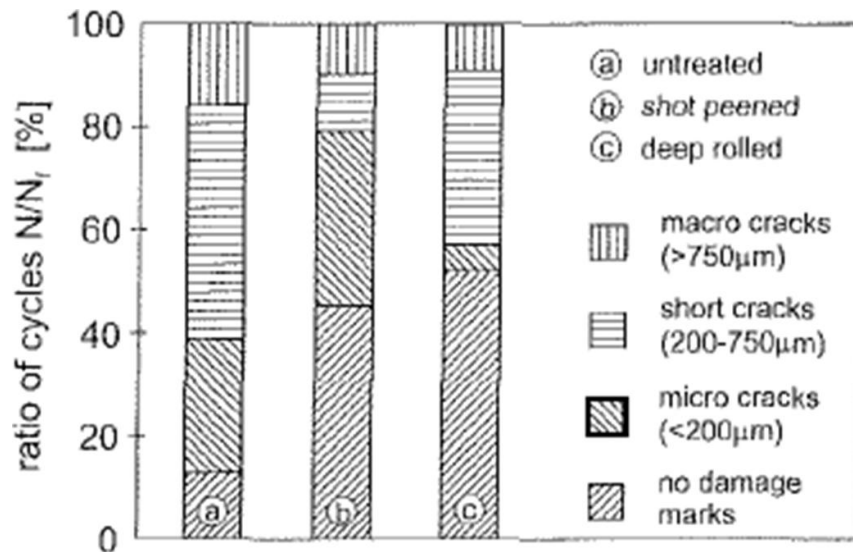 100
80
60
40
20
0
ratio of cycles N/Nf [%]
ⓐ
ⓑ
ⓒ
ⓐ untreated
ⓑ shot peened
ⓒ deep rolled
macro cracks
(>750µm)
short cracks
(200-750µm)
micro cracks
(<200µm)
no damage
marks